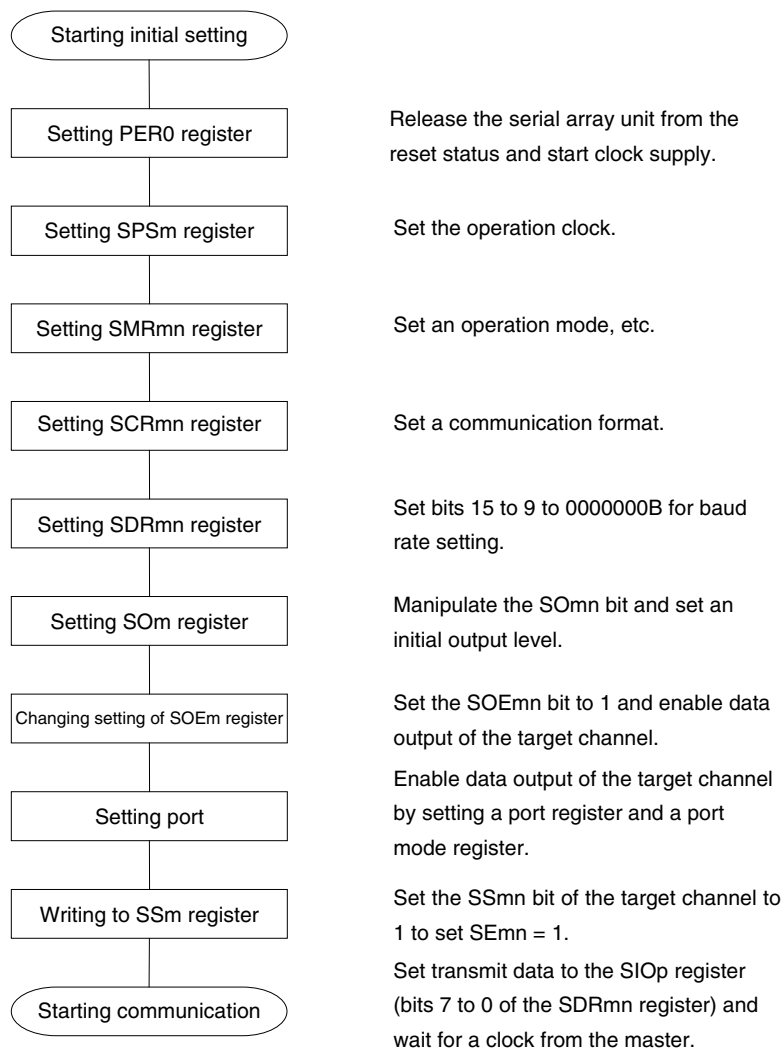 Starting initial setting
Setting PER0 register
Release the serial array unit from the
reset status and start clock supply.
Setting SPSm register
Set the operation clock.
Setting SMRmn register
Set an operation mode, etc.
Setting SCRmn register
Set a communication format.
Setting SDRmn register
Set bits 15 to 9 to 0000000B for baud
rate setting.
Setting SOm register
Manipulate the SOmn bit and set an
initial output level.
Changing setting of SOEm register
Set the SOEmn bit to 1 and enable data
output of the target channel.
Setting port
Enable data output of the target channel
by setting a port register and a port
mode register.
Writing to SSm register
Set the SSmn bit of the target channel to
1 to set SEmn = 1.
Starting communication
Set transmit data to the SIOp register
(bits 7 to 0 of the SDRmn register) and
wait for a clock from the master.